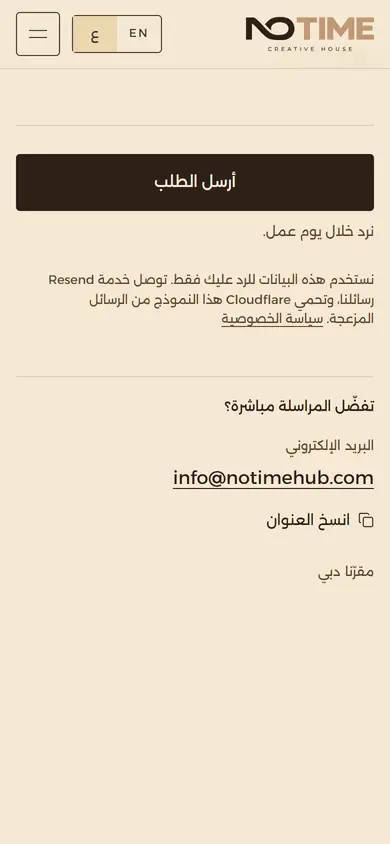 NOTIME
CREATIVE HOUSE
EN
ع
أرسل الطلب
نرد خلال يوم عمل.
نستخدم هذه البيانات للرد عليك فقط. توصل خدمة Resend
رسائلنا، وتحمي Cloudflare هذا النموذج من الرسائل
المزعجة. سياسة الخصوصية
تفضّل المراسلة مباشرة؟
البريد الإلكتروني
info@notimehub.com
انسخ العنوان
مقرّنا دبي